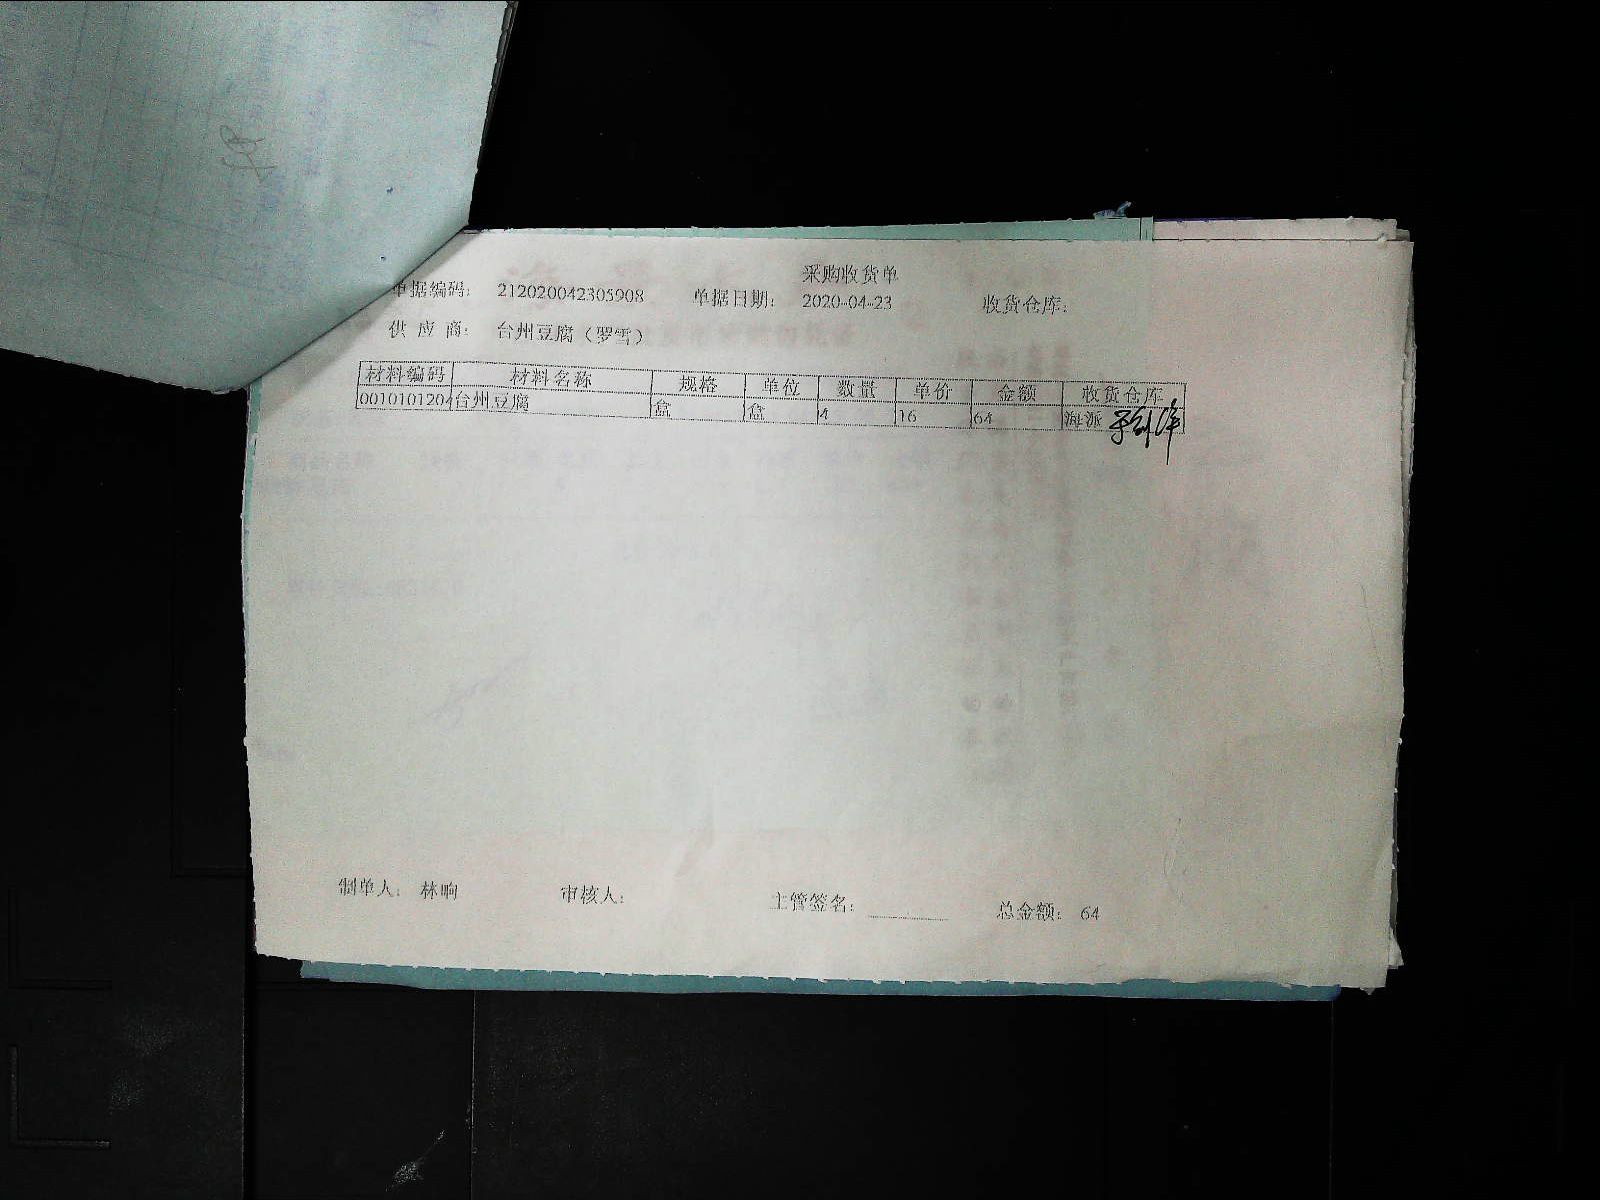 采购收货单
单据编码： 212020042305908 单据日期： 2020-04-23 收货仓库：
供应商： 台州豆腐（罗雪）
材料编码 材料名称 规格 单位 数量 单价 金额 收货仓库
0010101204 台州豆腐 盒 盒 4 16 64 海派
制单人： 林响 审核人： 主管签名： 总金额： 64